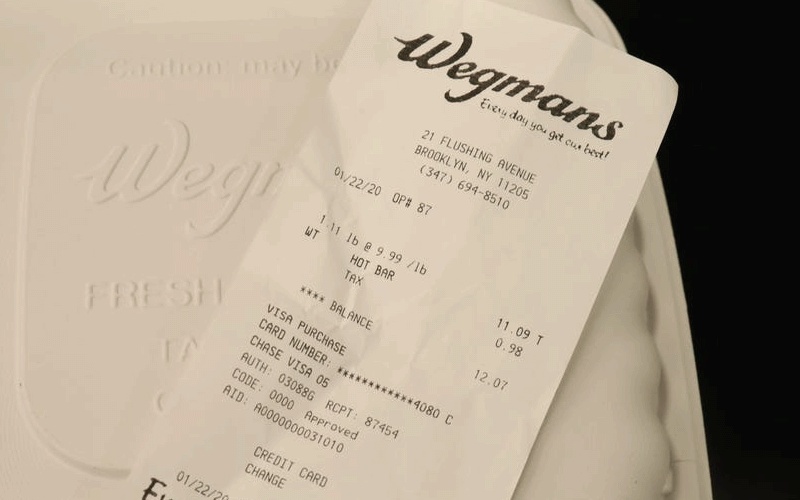 Caution: may be
Wegmans
Every day you get our best!
21 FLUSHING AVENUE
BROOKLYN, NY 11205
(347) 694-8510
01/22/20 OP# 87
1.11 lb @ 9.99 /lb
WT HOT BAR 11.09 T
TAX 0.98
**** BALANCE 12.07
VISA PURCHASE
CARD NUMBER: ************4080 C
CHASE VISA 05
AUTH: 03088G RCPT: 87454
CODE: 0000 Approved
AID: A0000000031010
CREDIT CARD
CHANGE
01/22/20
Wegm
FRESH
TA